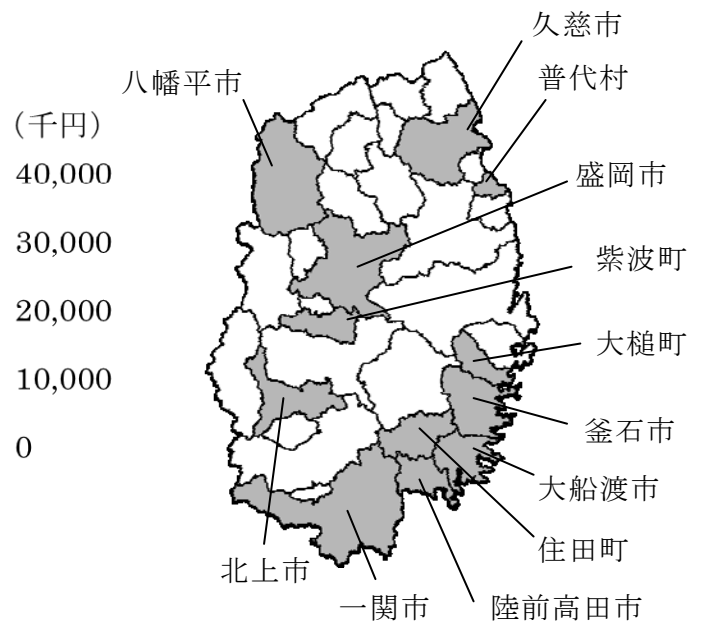 久慈市
八幡平市
普代村
(千円)
40,000
盛岡市
30,000
紫波町
20,000
大槌町
10,000
釜石市
0
大船渡市
住田町
北上市
一関市
陸前高田市